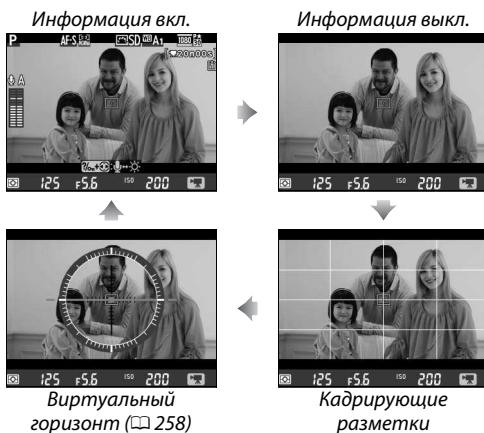 Информация вкл.
P AF-S SD A1 1080
[20m00s]
A
125 F5.6 ISO 200
Информация выкл.
125 F5.6 ISO 200
125 F5.6 ISO 200
Виртуальный
горизонт (258)
125 F5.6 ISO 200
Кадрирующие
разметки